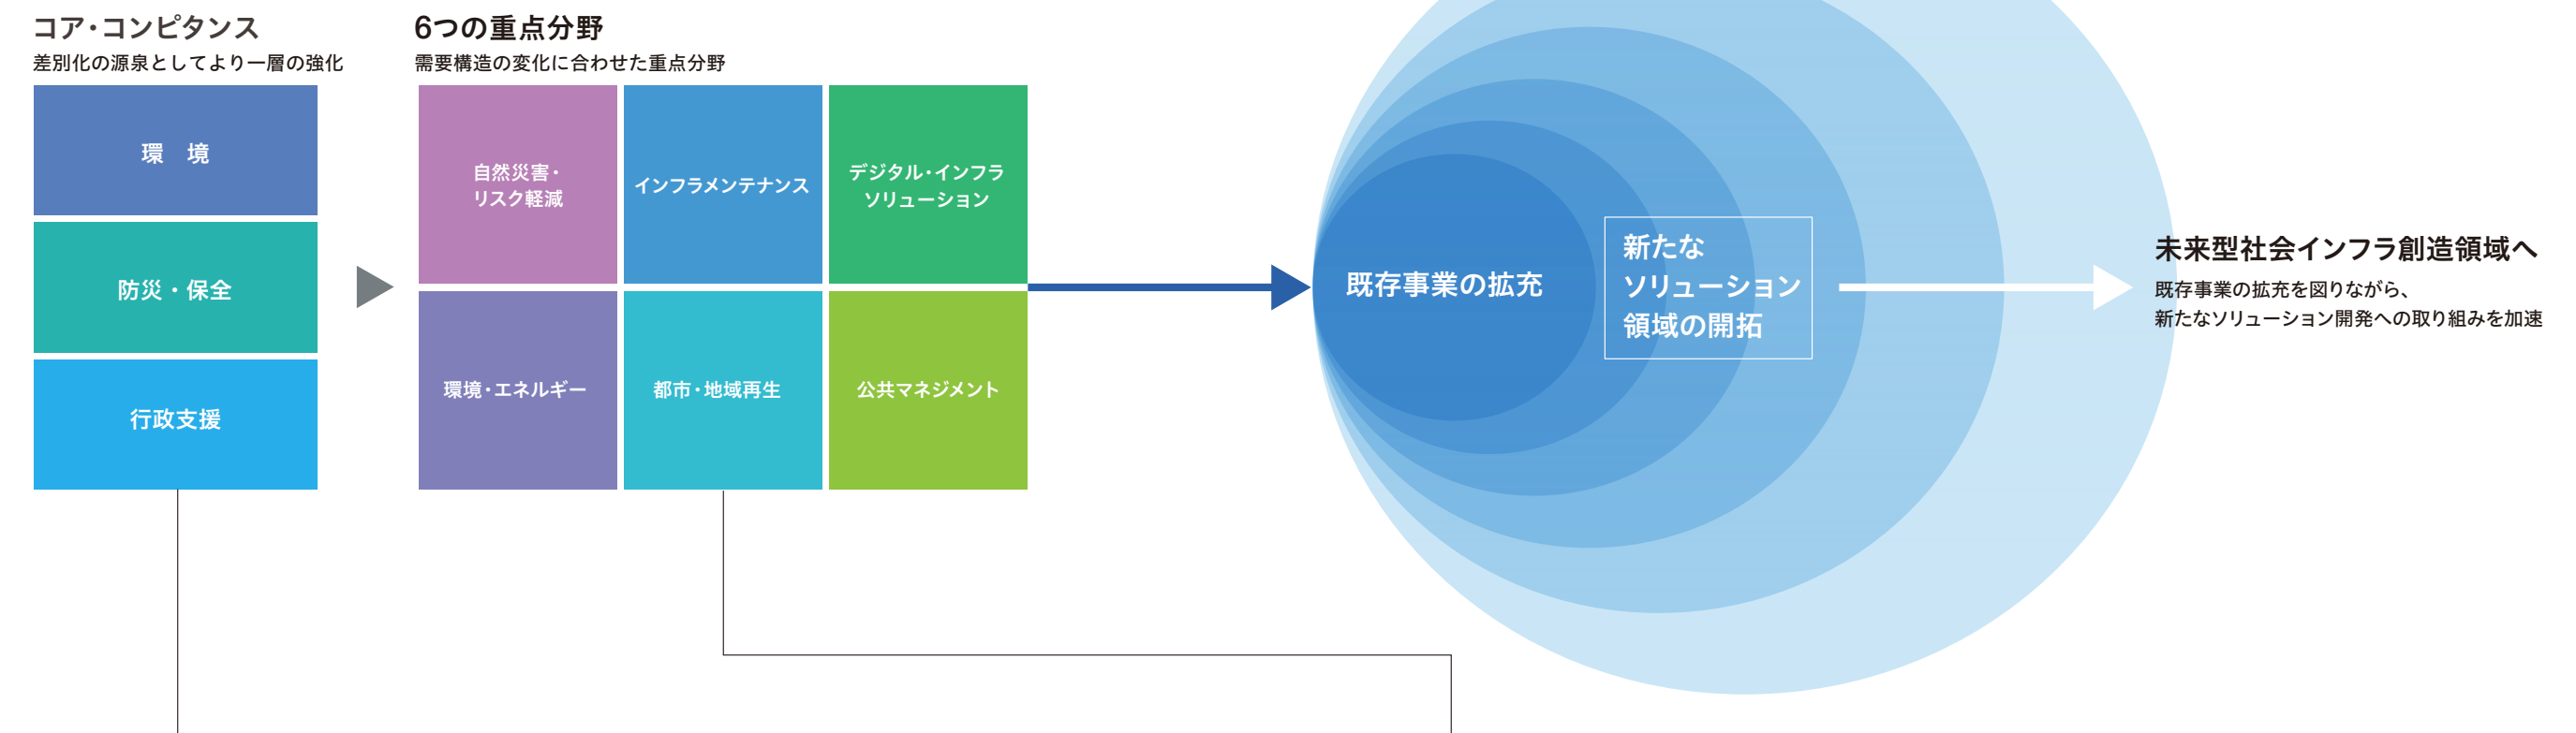 コア・コンピタンス
差別化の源泉としてより一層の強化
環　境
防災・保全
行政支援
6つの重点分野
需要構造の変化に合わせた重点分野
自然災害・
リスク軽減
インフラメンテナンス
デジタル・インフラ
ソリューション
環境・エネルギー
都市・地域再生
公共マネジメント
既存事業の拡充
新たな
ソリューション
領域の開拓
未来型社会インフラ創造領域へ
既存事業の拡充を図りながら、
新たなソリューション開発への取り組みを加速